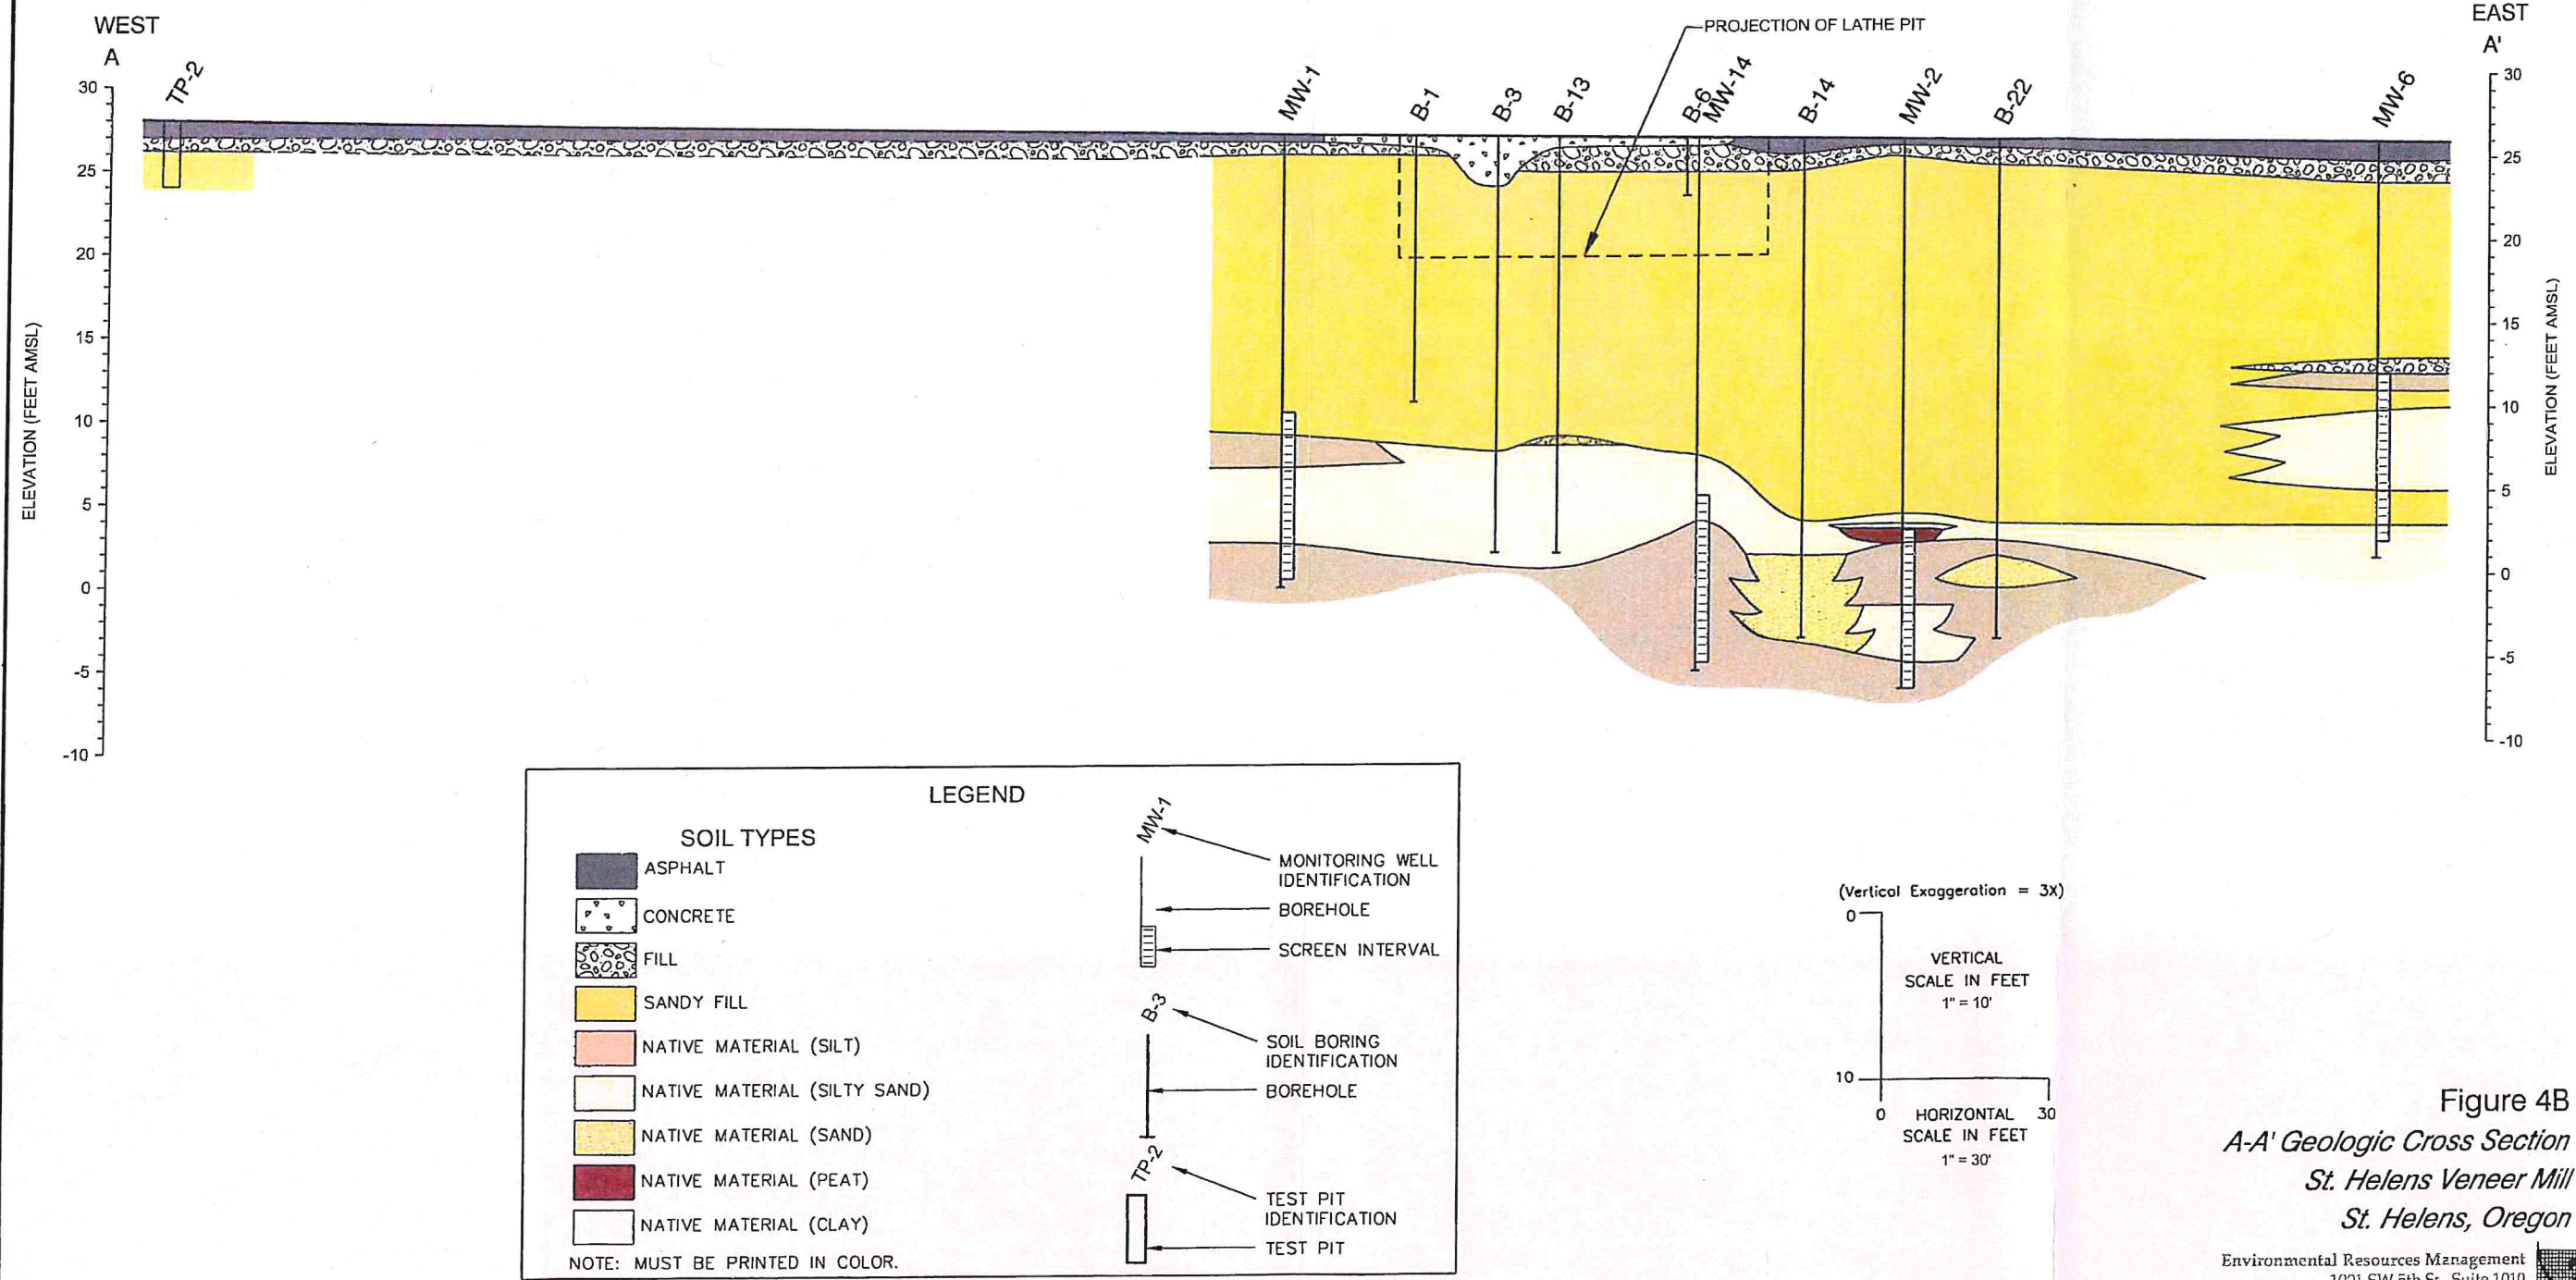 WEST
A
EAST
A'
PROJECTION OF LATHE PIT
TP-2
MW-1
B-1
B-3
B-13
B-6
MW-14
B-14
MW-2
B-22
MW-6
ELEVATION (FEET AMSL)
30
25
20
15
10
5
0
-5
-10
30
25
20
15
10
5
0
-5
-10
ELEVATION (FEET AMSL)
LEGEND
SOIL TYPES
ASPHALT
CONCRETE
FILL
SANDY FILL
NATIVE MATERIAL (SILT)
NATIVE MATERIAL (SILTY SAND)
NATIVE MATERIAL (SAND)
NATIVE MATERIAL (PEAT)
NATIVE MATERIAL (CLAY)
NOTE: MUST BE PRINTED IN COLOR.
MW-1
MONITORING WELL
IDENTIFICATION
BOREHOLE
SCREEN INTERVAL
B-3
SOIL BORING
IDENTIFICATION
BOREHOLE
TP-2
TEST PIT
IDENTIFICATION
TEST PIT
(Vertical Exaggeration = 3X)
0
VERTICAL
SCALE IN FEET
1" = 10'
10
0
HORIZONTAL
30
SCALE IN FEET
1" = 30'
Figure 4B
A-A' Geologic Cross Section
St. Helens Veneer Mill
St. Helens, Oregon
Environmental Resources Management
1001 SW 5th St., Suite 1010